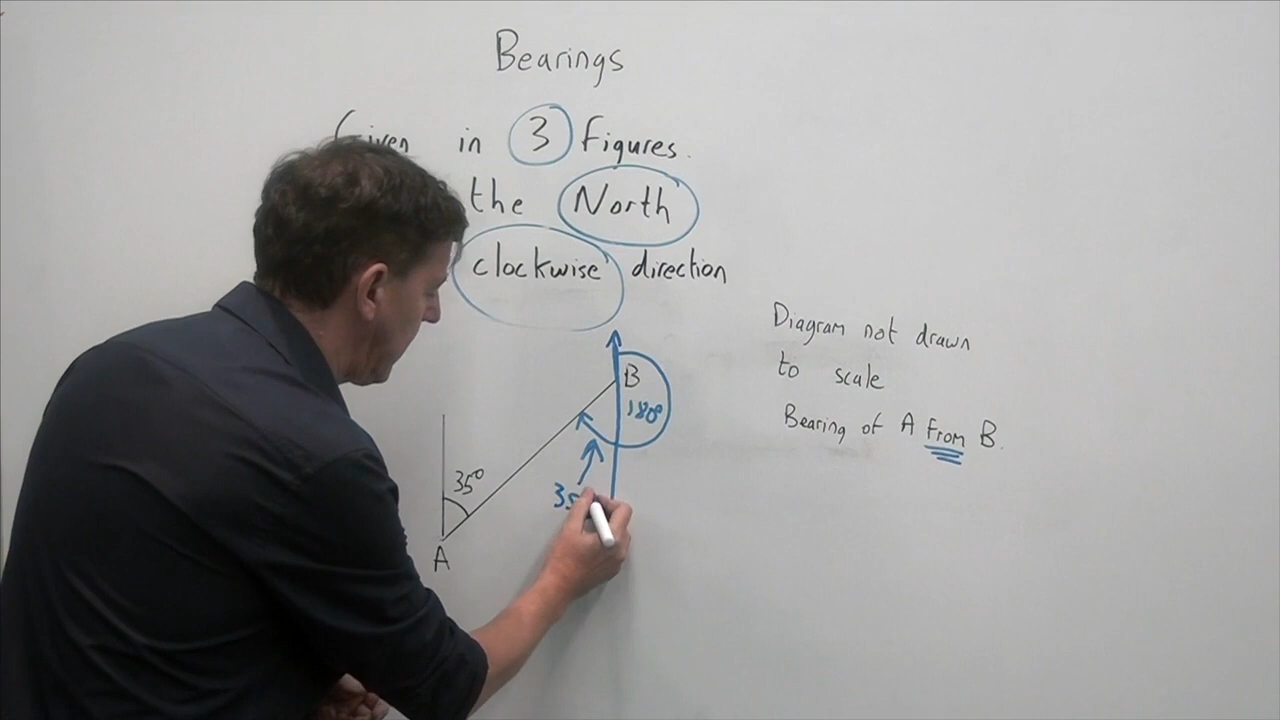 Bearings
Given in 3 Figures.
the North
clockwise direction
Diagram not drawn
to scale
Bearing of A from B.
B
180°
35°
35
A